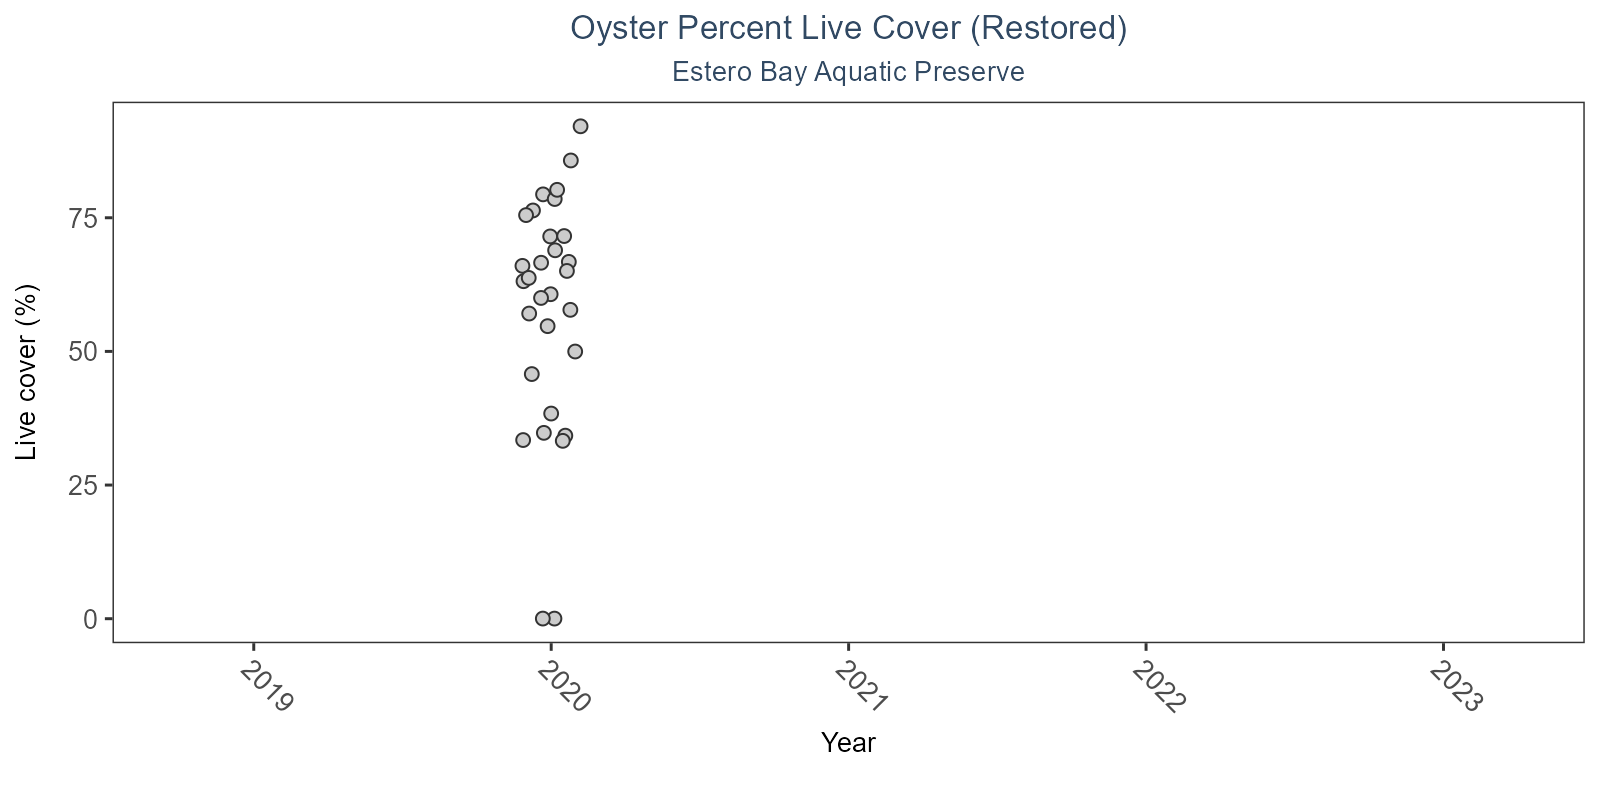 Oyster Percent Live Cover (Restored)
Estero Bay Aquatic Preserve
Live cover (%)
75
50
25
0
2019
2020
2021
2022
2023
Year